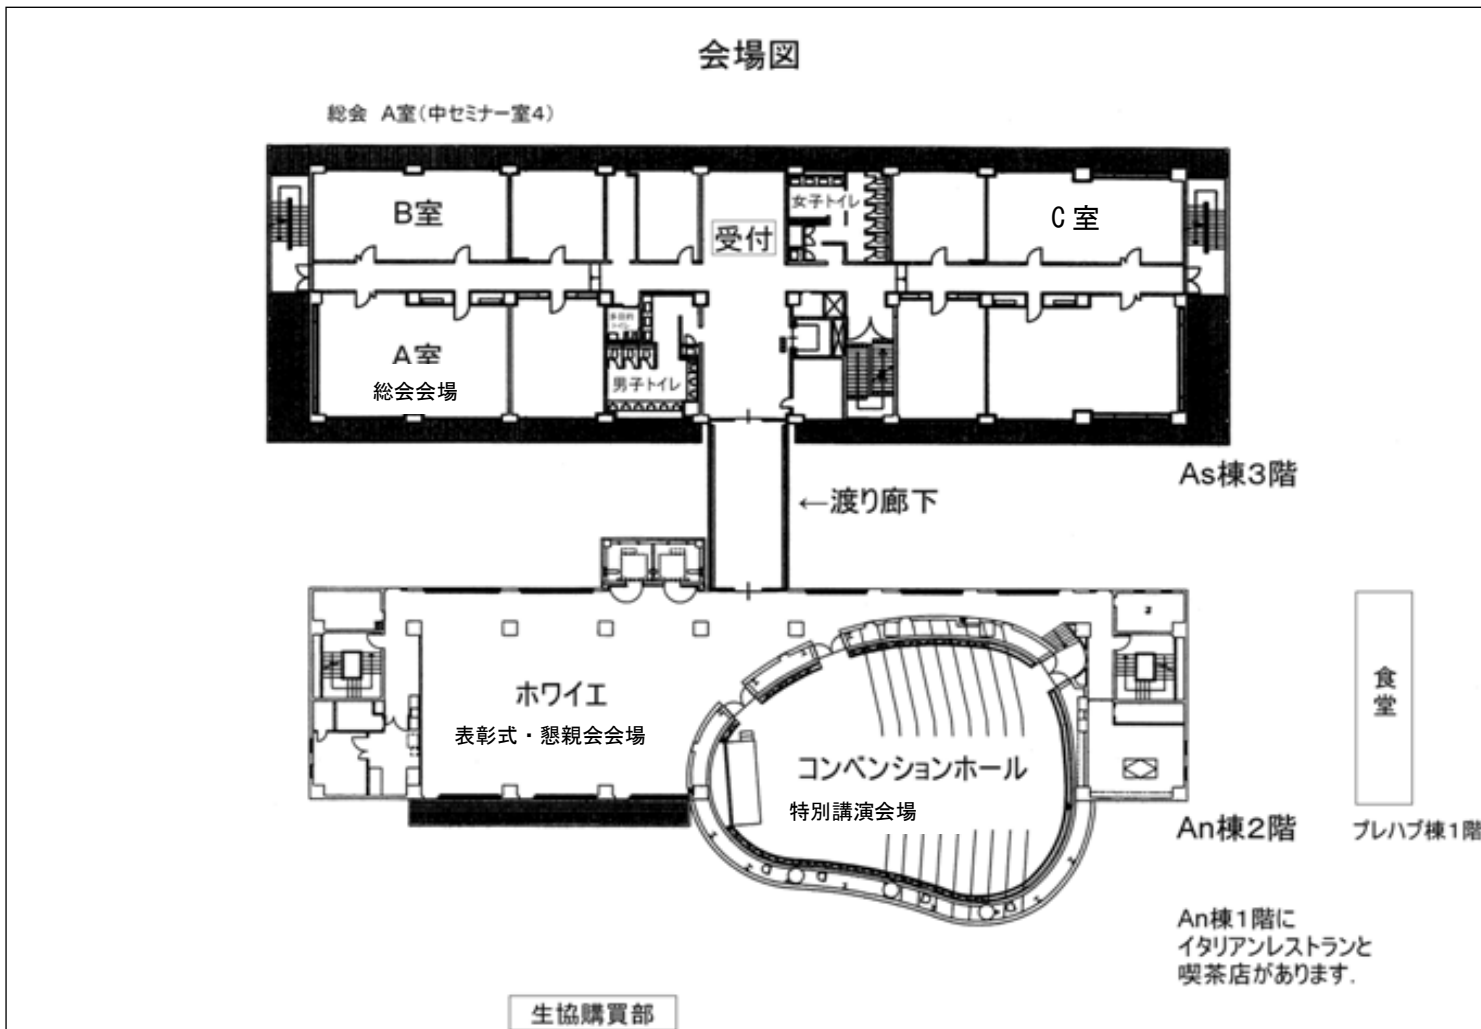 会場図
総会 A室(中セミナー室4)
B室
受付
女子トイレ
C室
多目的
トイレ
A室
総会会場
男子トイレ
As棟3階
←渡り廊下
ホワイエ
表彰式・懇親会会場
コンベンションホール
特別講演会場
食堂
An棟2階
プレハブ棟1階
An棟1階に
イタリアンレストランと
喫茶店があります.
生協購買部